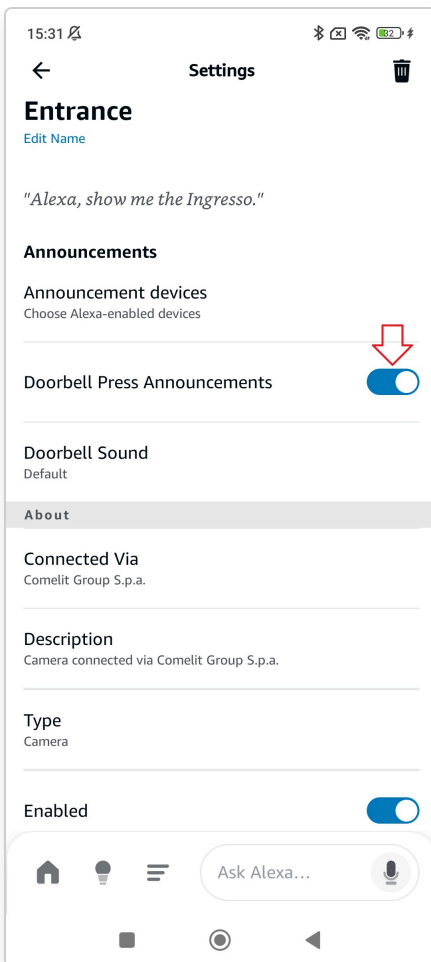 15:31
32
Settings
Entrance
Edit Name
"Alexa, show me the Ingresso."
Announcements
Announcement devices
Choose Alexa-enabled devices
Doorbell Press Announcements
Doorbell Sound
Default
About
Connected Via
Comelit Group S.p.a.
Description
Camera connected via Comelit Group S.p.a.
Type
Camera
Enabled
Ask Alexa...